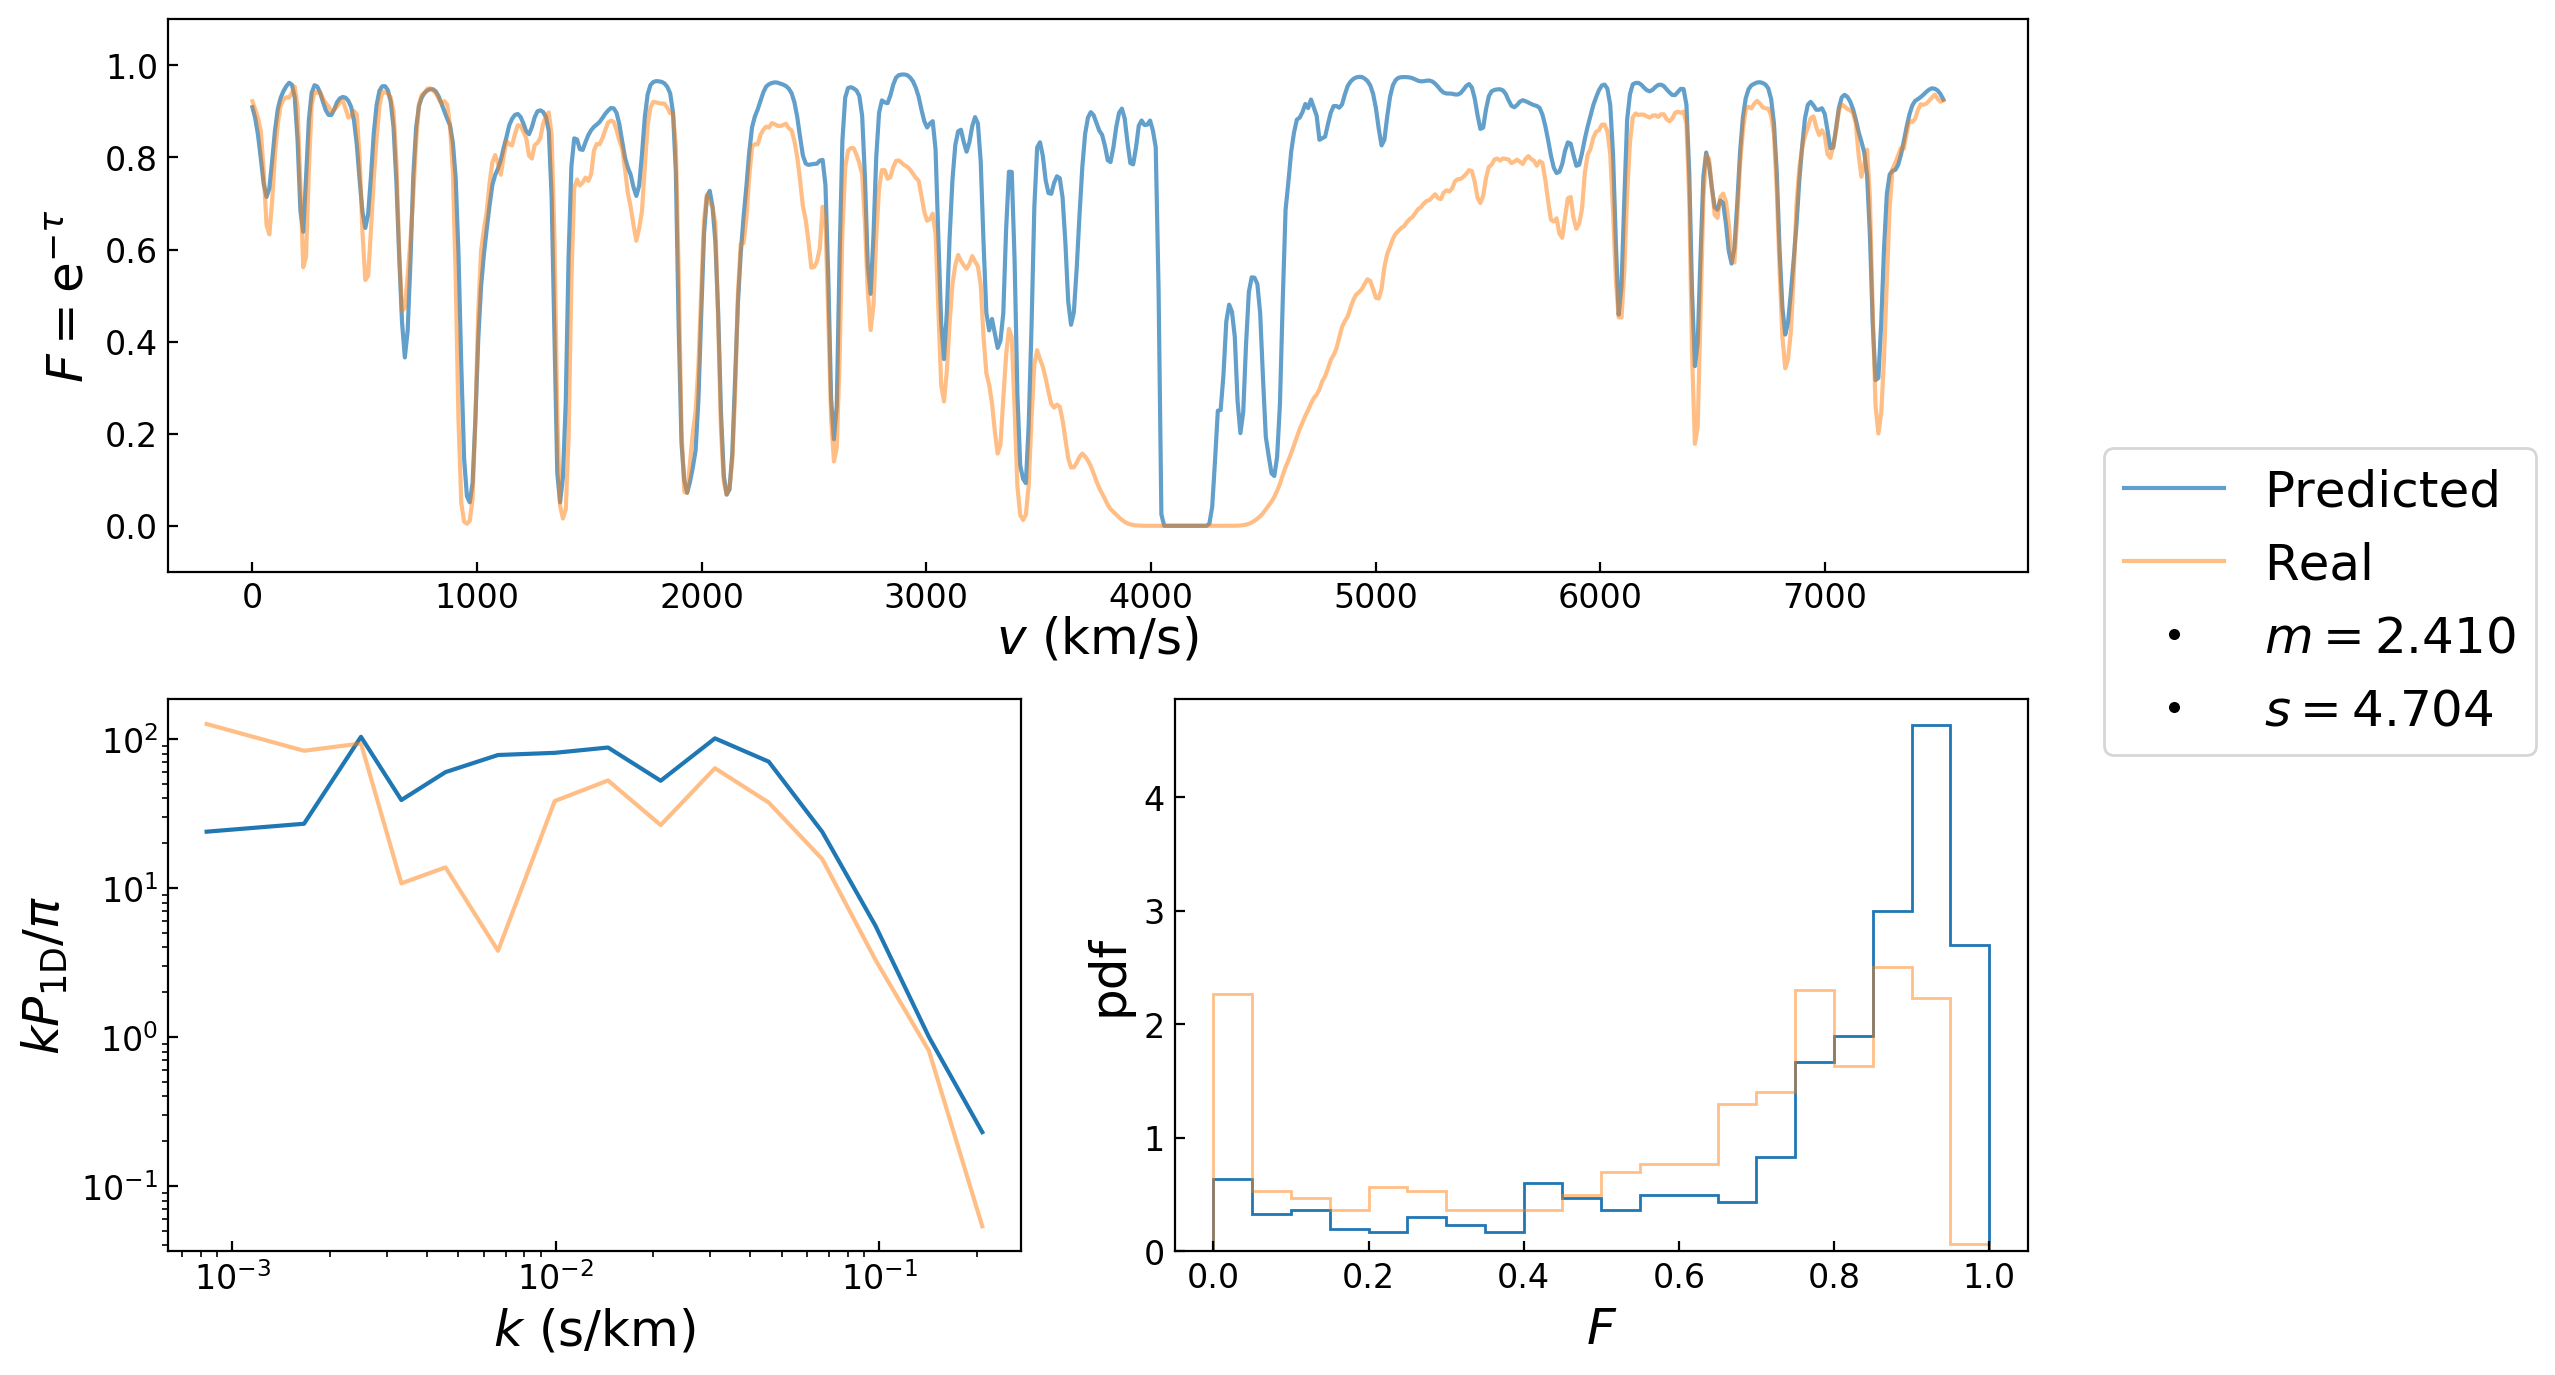 1.0
0.8
0.6
0.4
0.2
0.0
F = e^{-τ}
0 1000 2000 3000 4000 5000 6000 7000
v (km/s)
Predicted
Real
m = 2.410
s = 4.704
10^2
10^1
10^0
10^{-1}
kP_{1D}/π
10^{-3} 10^{-2} 10^{-1}
k (s/km)
4
3
2
1
0
pdf
0.0 0.2 0.4 0.6 0.8 1.0
F